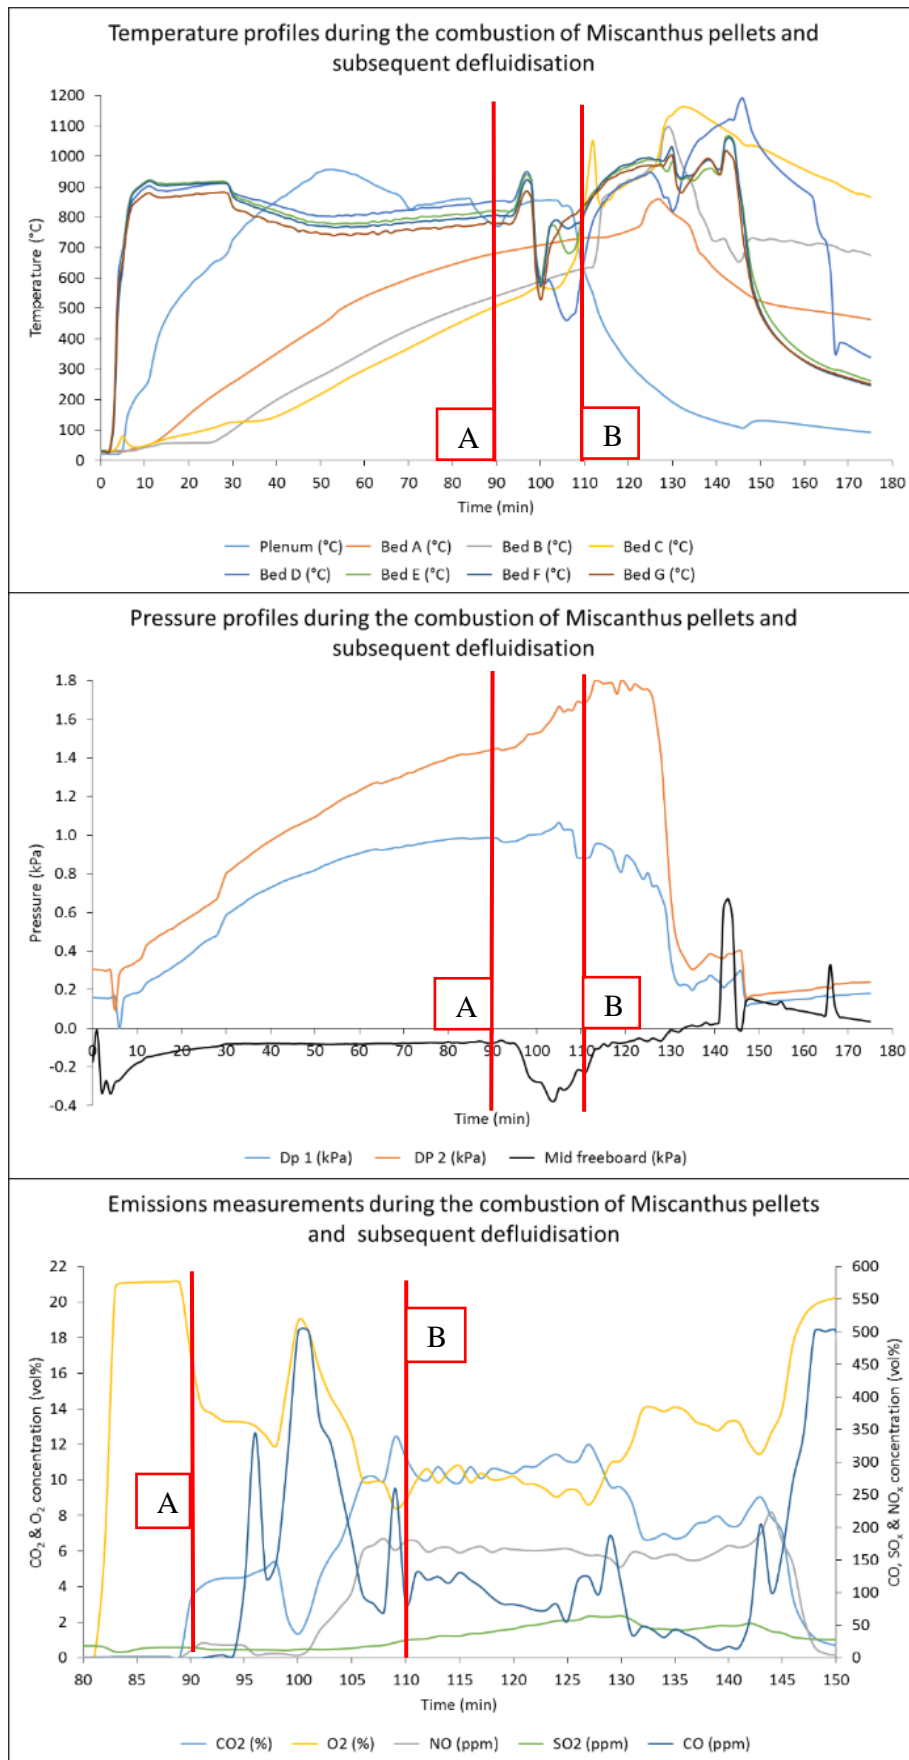 Temperature profiles during the combustion of Miscanthus pellets and
subsequent defluidisation
Temperature (°C)
1200
1100
1000
900
800
700
600
500
400
300
200
100
0
A
B
0 10 20 30 40 50 60 70 80 90 100 110 120 130 140 150 160 170 180
Time (min)
Plenum (°C) Bed A (°C) Bed B (°C) Bed C (°C)
Bed D (°C) Bed E (°C) Bed F (°C) Bed G (°C)
Pressure profiles during the combustion of Miscanthus pellets and
subsequent defluidisation
Pressure (kPa)
1.8
1.6
1.4
1.2
1.0
0.8
0.6
0.4
0.2
0.0
-0.2
-0.4
A
B
0 10 20 30 40 50 60 70 80 90 100 110 120 130 140 150 160 170 180
Time (min)
Dp 1 (kPa) DP 2 (kPa) Mid freeboard (kPa)
Emissions measurements during the combustion of Miscanthus pellets
and subsequent defluidisation
CO2 & O2 concentration (vol%)
22
20
18
16
14
12
10
8
6
4
2
0
A
B
600
550
500
450
400
350
300
250
200
150
100
50
0
CO, SOx & NOx concentration (vol%)
80 85 90 95 100 105 110 115 120 125 130 135 140 145 150
Time (min)
CO2 (%) O2 (%) NO (ppm) SO2 (ppm) CO (ppm)